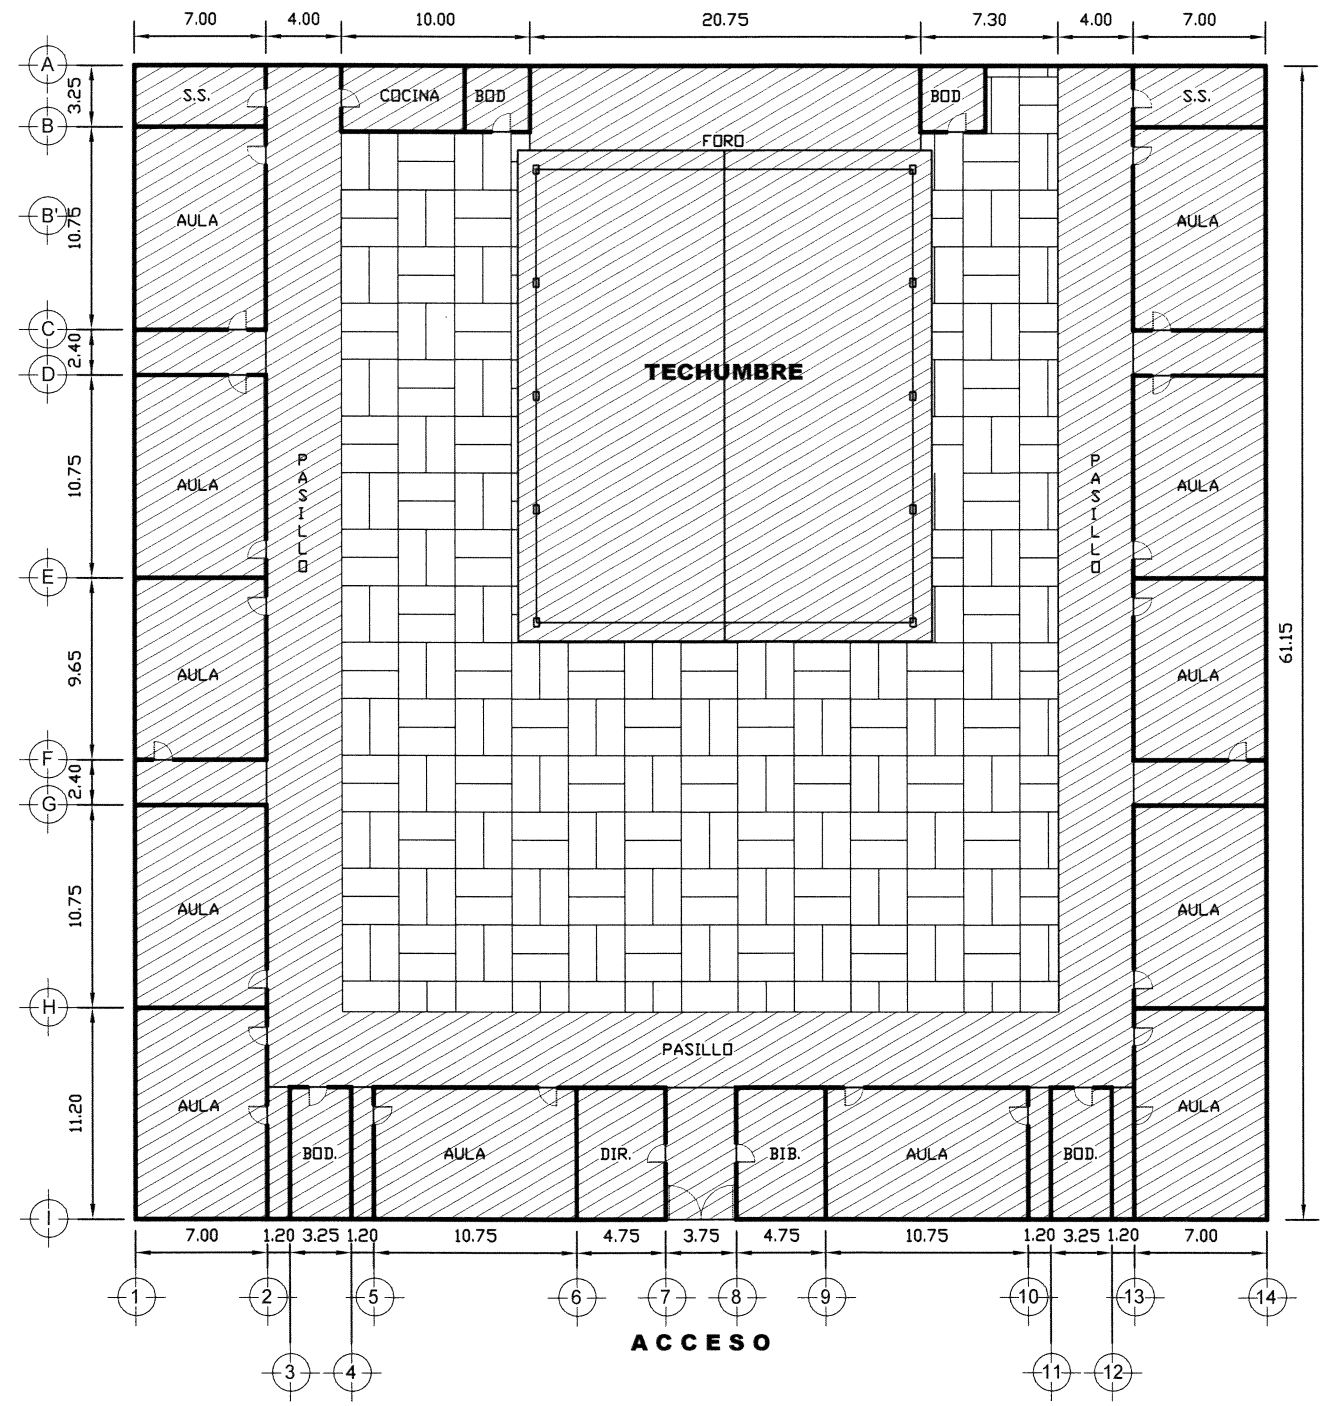 7.00 4.00 10.00 20.75 7.30 4.00 7.00
A
3.25
S.S. COCINA BOD BOD S.S.
B
FORO
B'
10.75
AULA AULA
C
2.40
D
TECHUMBRE
10.75
AULA AULA
PASILLO PASILLO
E
9.65
61.15
AULA AULA
F
2.40
G
10.75
AULA AULA
H
PASILLO
11.20
AULA AULA
BOD. AULA DIR. BIB. AULA BOD.
I
7.00 1.20 3.25 1.20 10.75 4.75 3.75 4.75 10.75 1.20 3.25 1.20 7.00
1 2 5 6 7 8 9 10 13 14
ACCESO
3 4 11 12